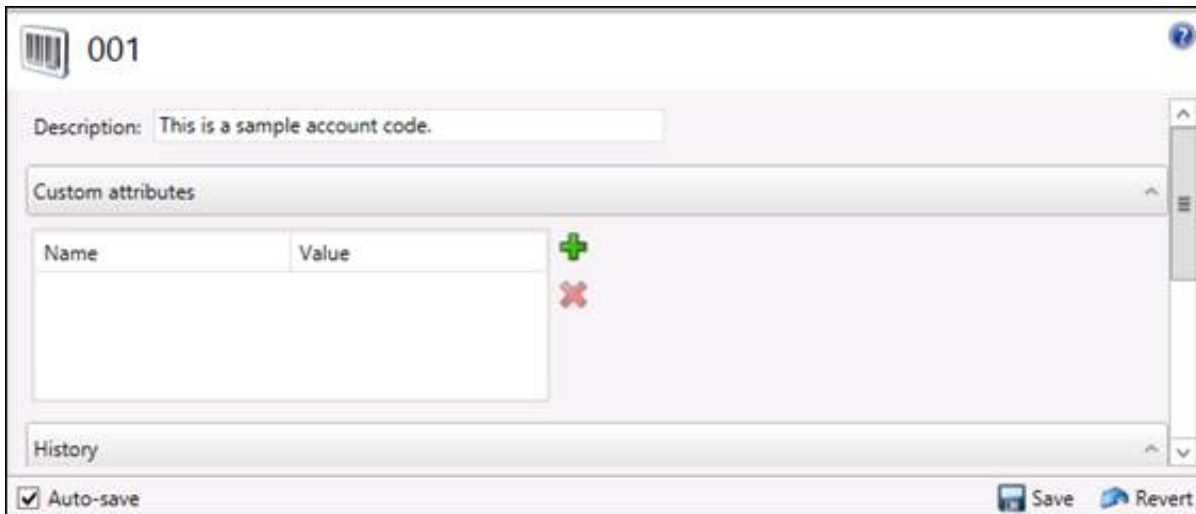 001
Description: This is a sample account code.
Custom attributes
Name Value
History
Auto-save Save Revert